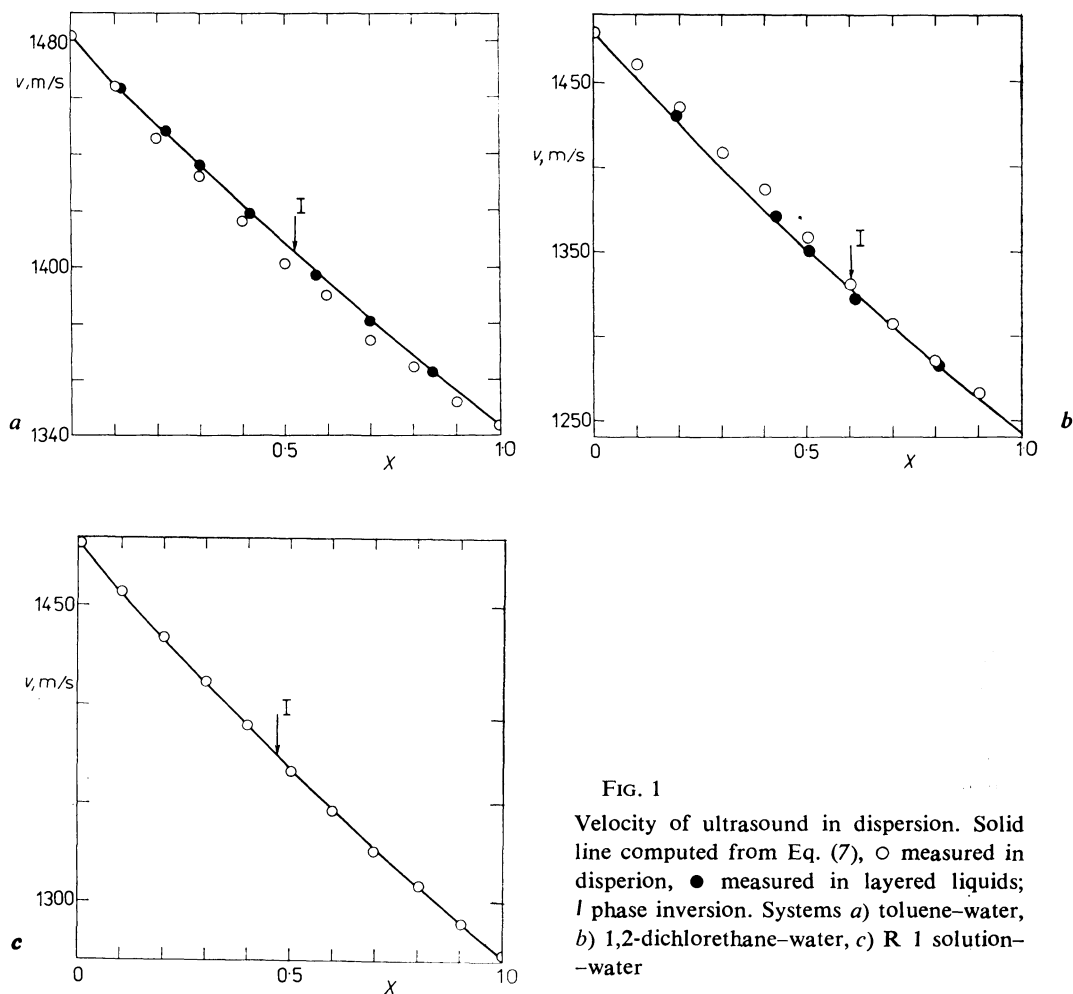 1480
v,m/s
1400
1340
I
0·5
1·0
X
a
1450
v, m/s
1350
1250
I
0
0·5
1·0
X
b
1450
v,m/s
1300
I
0
0·5
10
X
c
FIG. 1
Velocity of ultrasound in dispersion. Solid
line computed from Eq. (7), ○ measured in
disperion, ● measured in layered liquids;
I phase inversion. Systems a) toluene–water,
b) 1,2-dichlorethane–water, c) R 1 solution–
–water